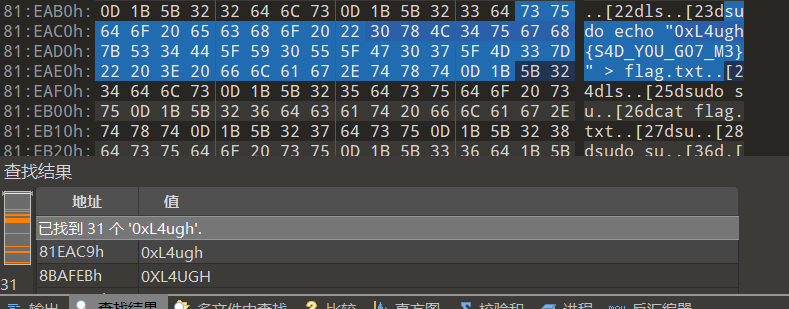 81:EAB0h: 0D 1B 5B 32 32 64 6C 73 0D 1B 5B 32 33 64 73 75 ..[22dls..[23dsu
81:EAC0h: 64 6F 20 65 63 68 6F 20 22 30 78 4C 34 75 67 68 do echo "0xL4ugh
81:EAD0h: 7B 53 34 44 5F 59 30 55 5F 47 30 37 5F 4D 33 7D {S4D_Y0U_G07_M3}
81:EAE0h: 22 20 3E 20 66 6C 61 67 2E 74 78 74 0D 1B 5B 32 " > flag.txt..[2
81:EAF0h: 34 64 6C 73 0D 1B 5B 32 35 64 73 75 64 6F 20 73 4dls..[25dsudo s
81:EB00h: 75 0D 1B 5B 32 36 64 63 61 74 20 66 6C 61 67 2E u..[26dcat flag.
81:EB10h: 74 78 74 0D 1B 5B 32 37 64 73 75 0D 1B 5B 32 38 txt..[27dsu..[28
81:EB20h: 64 73 75 64 6F 20 73 75 0D 1B 5B 33 36 64 1B 5B dsudo su..[36d.[
查找结果
地址 值
已找到 31 个 '0xL4ugh'.
81EAC9h 0xL4ugh
8BAFEBh 0XL4UGH
31
输出 查找结果 多文件中查找 比较 直方图 校验和 进程 反汇编器